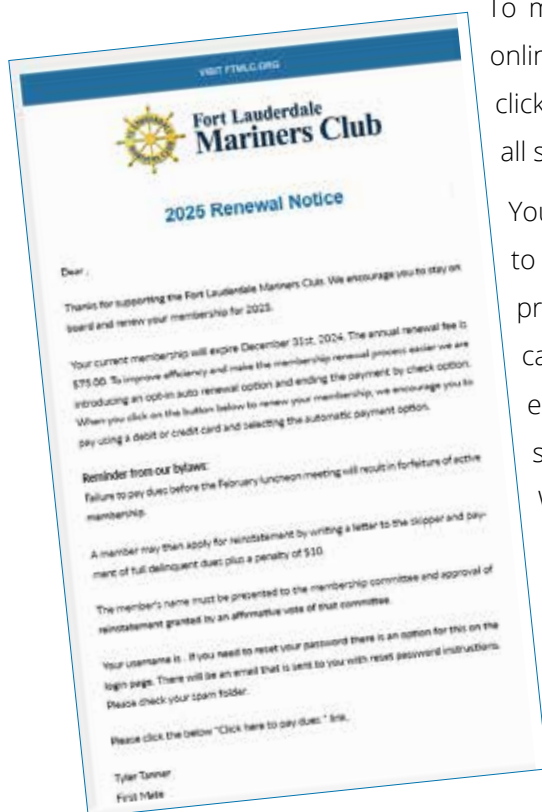 VISIT FTMLC.ORG
Fort Lauderdale
Mariners Club
2025 Renewal Notice
Dear ,
Thanks for supporting the Fort Lauderdale Mariners Club. We encourage you to stay on
board and renew your membership for 2025.
Your current membership will expire December 31st, 2024. The annual renewal fee is
$75.00. To improve efficiency and make the membership renewal process easier we are
introducing an opt-in auto renewal option and ending the payment by check option.
When you click on the button below to renew your membership, we encourage you to
pay using a debit or credit card and selecting the automatic payment option.
Reminder from our bylaws:
Failure to pay dues before the February luncheon meeting will result in forfeiture of active
membership.
A member may then apply for reinstatement by writing a letter to the skipper and pay-
ment of full delinquent dues plus a penalty of $10.
The member's name must be presented to the membership committee and approval of
reinstatement granted by an affirmative vote of that committee.
Your username is . If you need to reset your password there is an option for this on the
login page. There will be an email that is sent to you with reset password instructions.
Please check your spam folder.
Please click the below "Click here to pay dues " link.
Tyler Tanner
First Mate
To m
onlin
click
all s
You
to
pr
ca
e
s